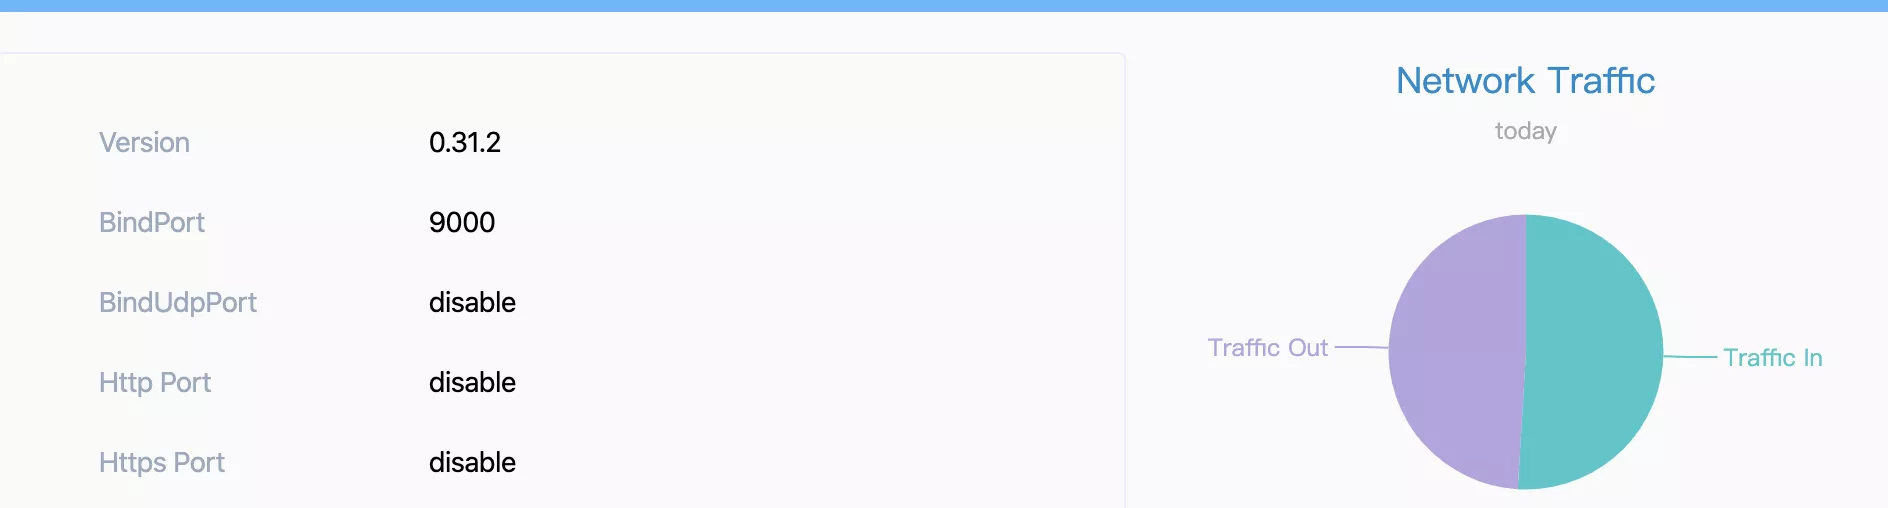 Version 0.31.2
BindPort 9000
BindUdpPort disable
Http Port disable
Https Port disable
Network Traffic
today
Traffic Out
Traffic In